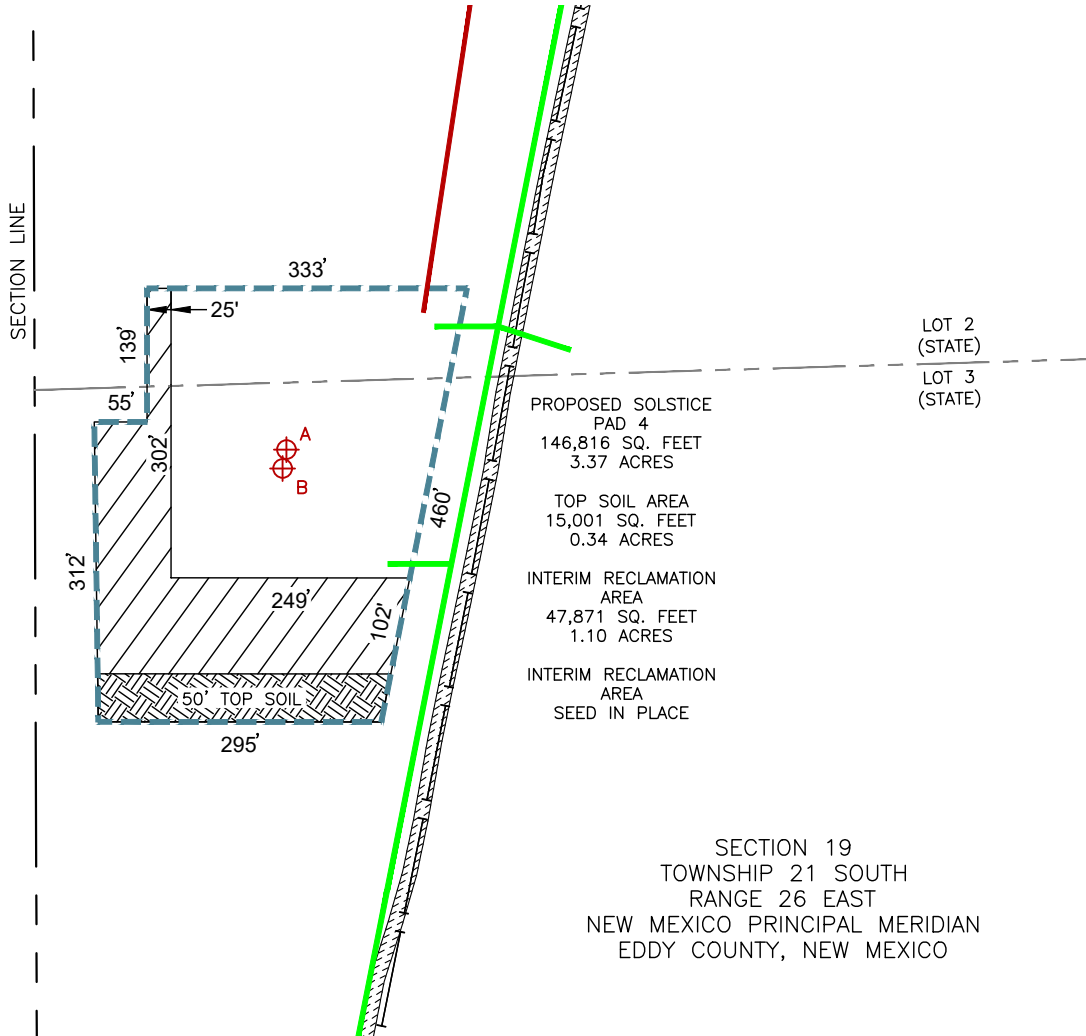 SECTION LINE
333'
25'
139'
55'
302'
A
B
460'
312'
249'
102'
50' TOP SOIL
295'
LOT 2
(STATE)
LOT 3
(STATE)
PROPOSED SOLSTICE
PAD 4
146,816 SQ. FEET
3.37 ACRES
TOP SOIL AREA
15,001 SQ. FEET
0.34 ACRES
INTERIM RECLAMATION
AREA
47,871 SQ. FEET
1.10 ACRES
INTERIM RECLAMATION
AREA
SEED IN PLACE
SECTION 19
TOWNSHIP 21 SOUTH
RANGE 26 EAST
NEW MEXICO PRINCIPAL MERIDIAN
EDDY COUNTY, NEW MEXICO